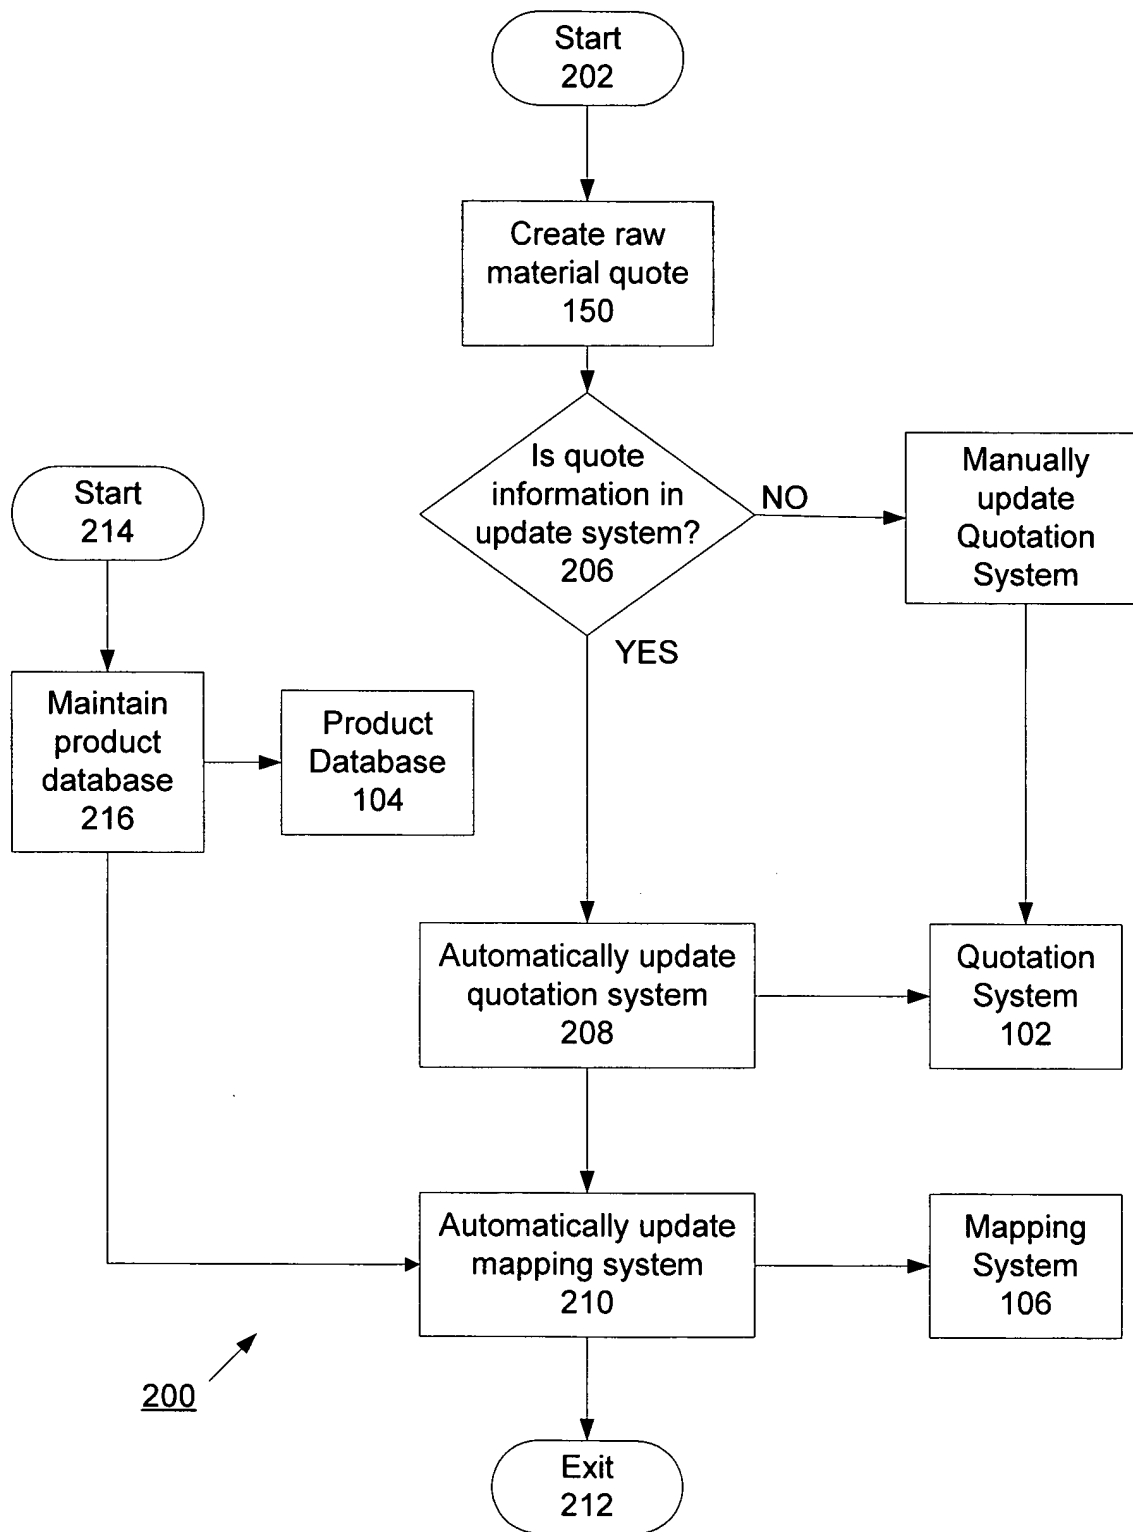 Start
202
Create raw
material quote
150
Is quote
information in
update system?
206
NO
Manually
update
Quotation
System
YES
Start
214
Maintain
product
database
216
Product
Database
104
Automatically update
quotation system
208
Quotation
System
102
Automatically update
mapping system
210
Mapping
System
106
200
Exit
212